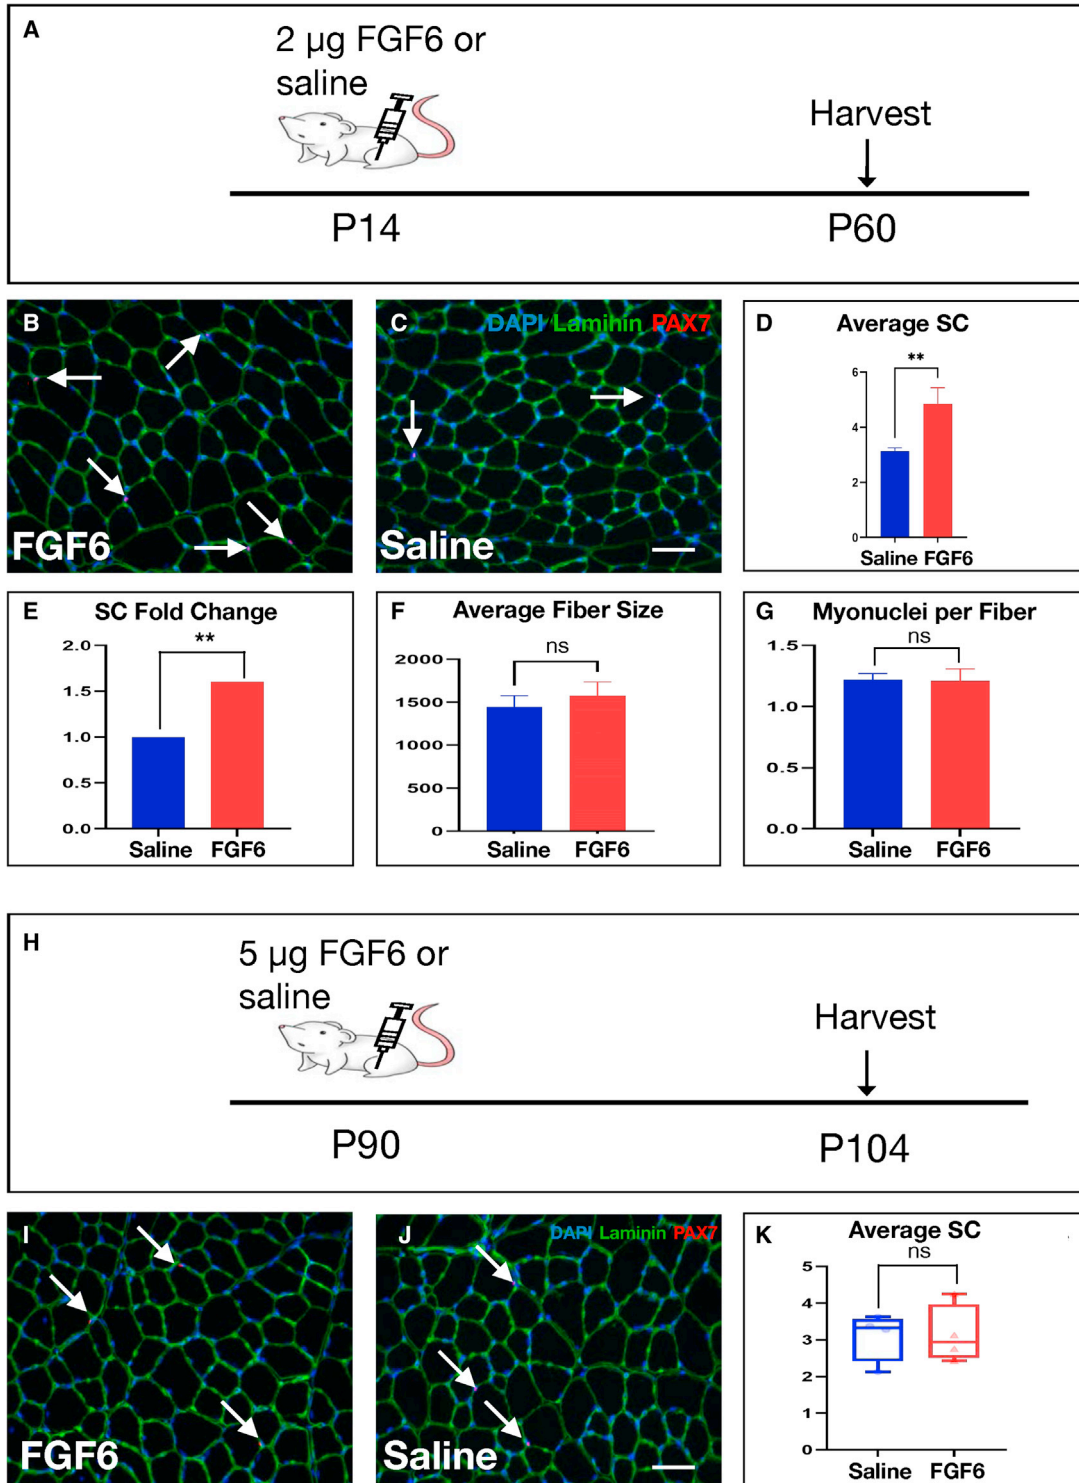 A
2 µg FGF6 or
saline
Harvest
P14
P60
B
FGF6
C
DAPI Laminin PAX7
Saline
D
Average SC
**
6
4
2
0
Saline FGF6
E
SC Fold Change
**
2.0
1.5
1.0
0.5
0.0
Saline FGF6
F
Average Fiber Size
ns
2000
1500
1000
500
0
Saline FGF6
G
Myonuclei per Fiber
ns
1.5
1.0
0.5
0.0
Saline FGF6
H
5 µg FGF6 or
saline
Harvest
P90
P104
I
FGF6
J
DAPI Laminin PAX7
Saline
K
Average SC
ns
5
4
3
2
1
0
Saline FGF6